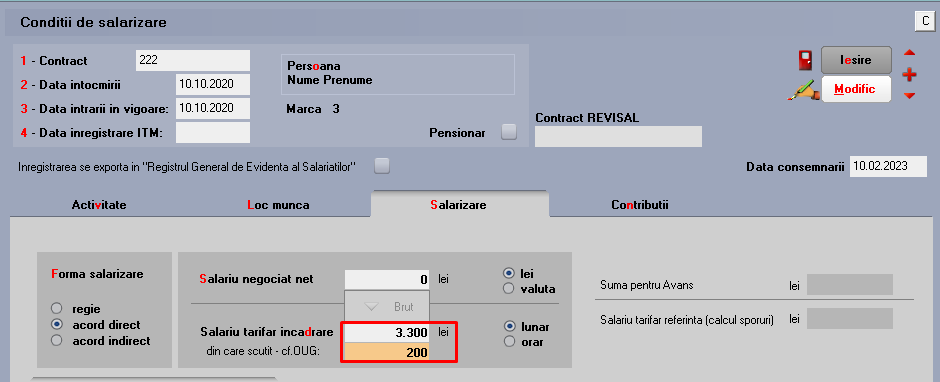 Conditii de salarizare
C
1 - Contract 222
2 - Data intocmirii 10.10.2020
3 - Data intrarii in vigoare: 10.10.2020
4 - Data inregistrare ITM:
Persoana
Nume Prenume
Marca 3
Pensionar
Iesire
Modific
Contract REVISAL
Inregistrarea se exporta in "Registrul General de Evidenta al Salariatilor"
Data consemnarii 10.02.2023
Activitate Loc munca Salarizare Contributii
Forma salarizare
regie
acord direct
acord indirect
Salariu negociat net 0 lei
lei
valuta
Brut
Salariu tarifar incadrare 3.300 lei
din care scutit - cf.OUG: 200
lunar
orar
Suma pentru Avans lei
Salariu tarifar referinta (calcul sporuri) lei